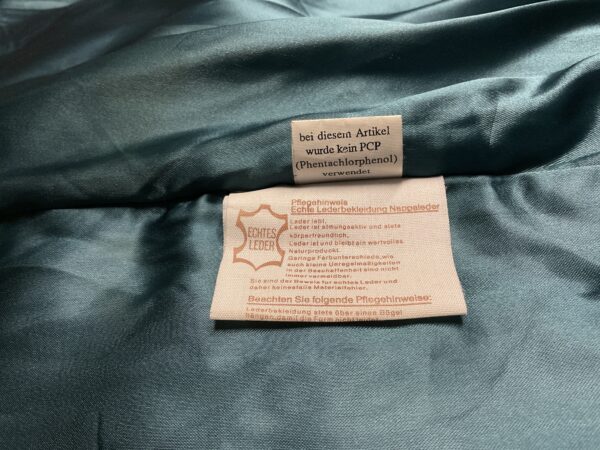 bei diesem Artikel
wurde kein PCP
(Phentachlorphenol)
verwendet
Pflegehinweis
Echte Lederbekleidung Nappaleder
ECHTES
LEDER
Leder lebt.
Leder ist atmungsaktiv und stets
körperfreundlich.
Leder ist und bleibt ein wertvolles
Naturprodukt.
Geringe Farbunterschiede, wie
auch kleine Unregelmäßigkeiten
in der Beschaffenheit sind nicht
immer vermeidbar.
Sie sind der Beweis für echtes Leder und
daher keinesfalls Materialfehler.
Beachten Sie folgende Pflegehinweise:
Lederbekleidung stets über einen Bügel
hängen, damit die Form nicht leidet